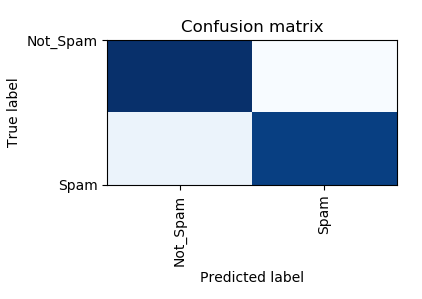 Confusion matrix
Not_Spam
Spam
True label
Not_Spam
Spam
Predicted label